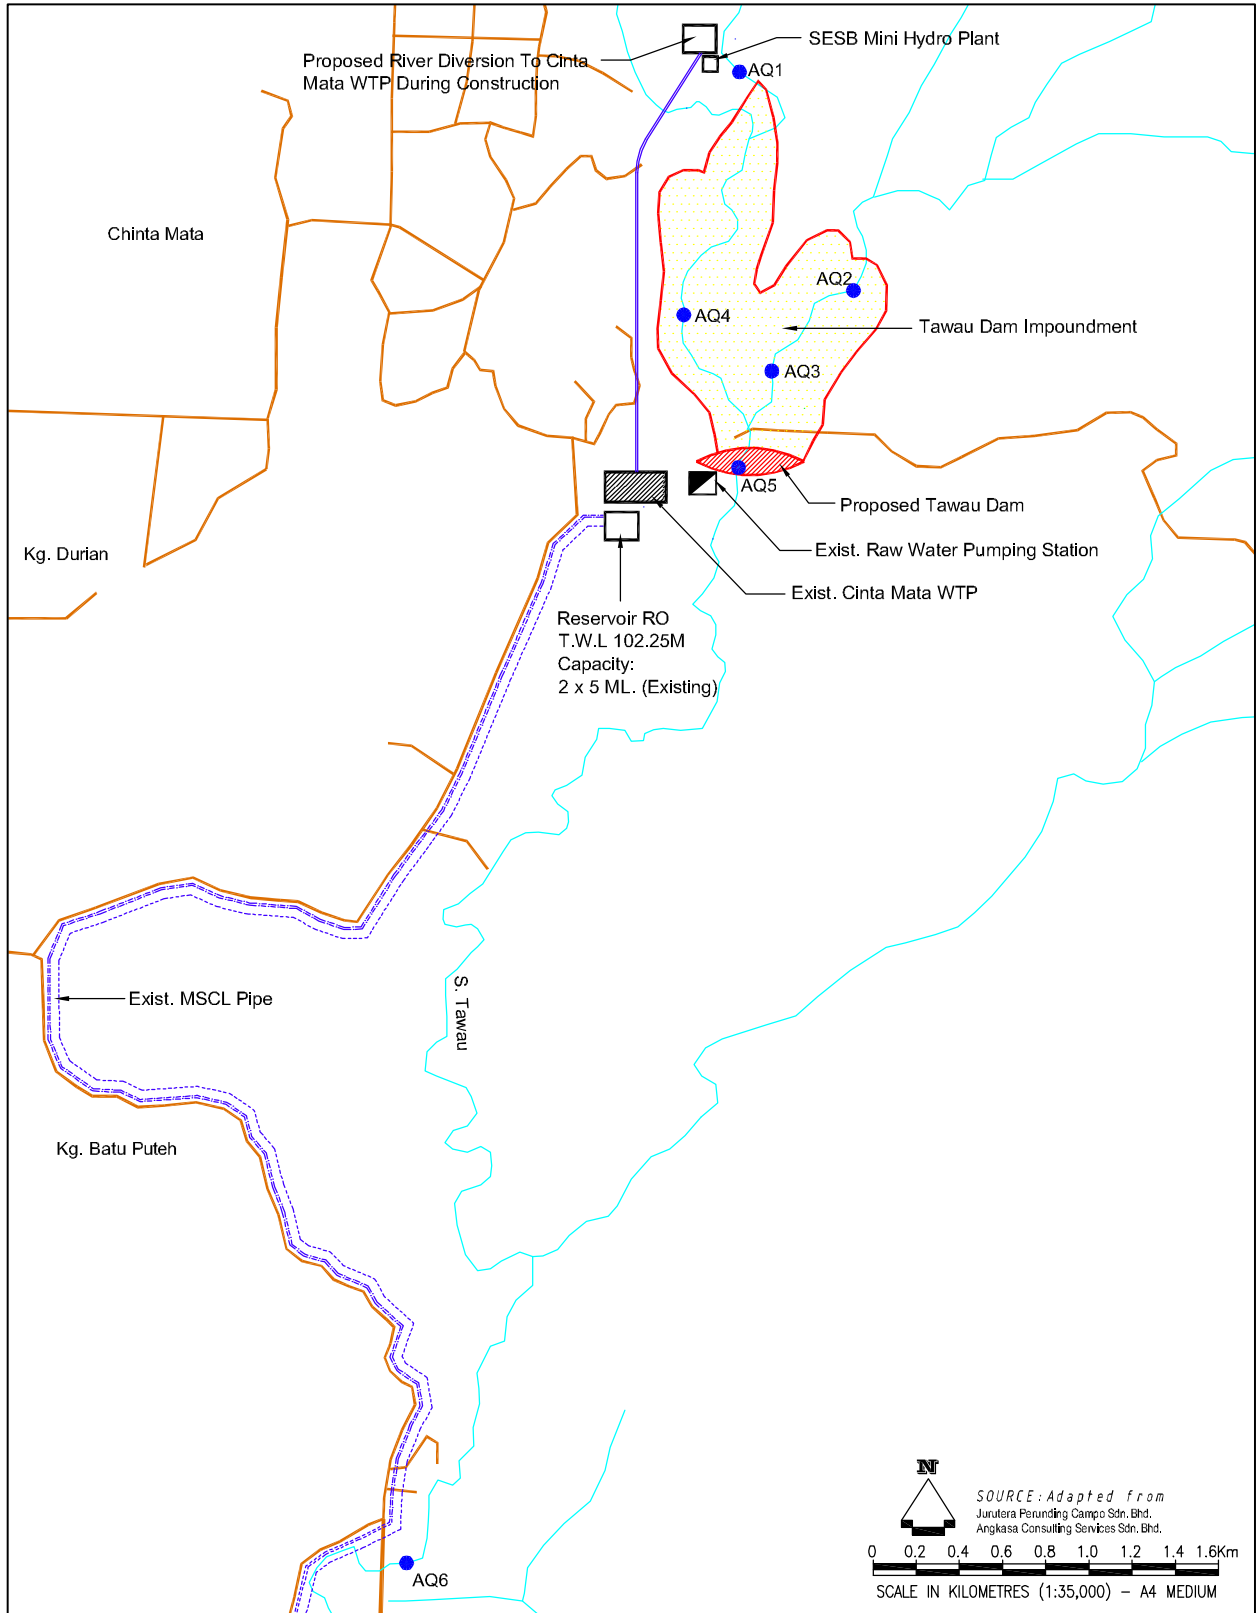 SESB Mini Hydro Plant
Proposed River Diversion To Cinta
Mata WTP During Construction
AQ1
Chinta Mata
AQ2
AQ4
Tawau Dam Impoundment
AQ3
AQ5
Proposed Tawau Dam
Kg. Durian
Exist. Raw Water Pumping Station
Exist. Cinta Mata WTP
Reservoir RO
T.W.L 102.25M
Capacity:
2 x 5 ML. (Existing)
Exist. MSCL Pipe
S. Tawau
Kg. Batu Puteh
N
SOURCE: Adapted from
Jurutera Perunding Campo Sdn. Bhd.
Angkasa Consulting Services Sdn. Bhd.
0 0.2 0.4 0.6 0.8 1.0 1.2 1.4 1.6Km
SCALE IN KILOMETRES (1:35,000) – A4 MEDIUM
AQ6